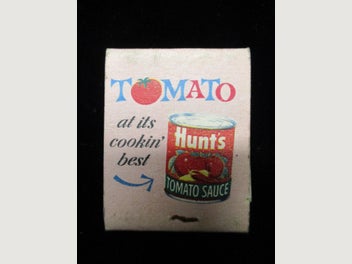 TOMATO
at its
cookin'
best
Hunt's
TOMATO SAUCE